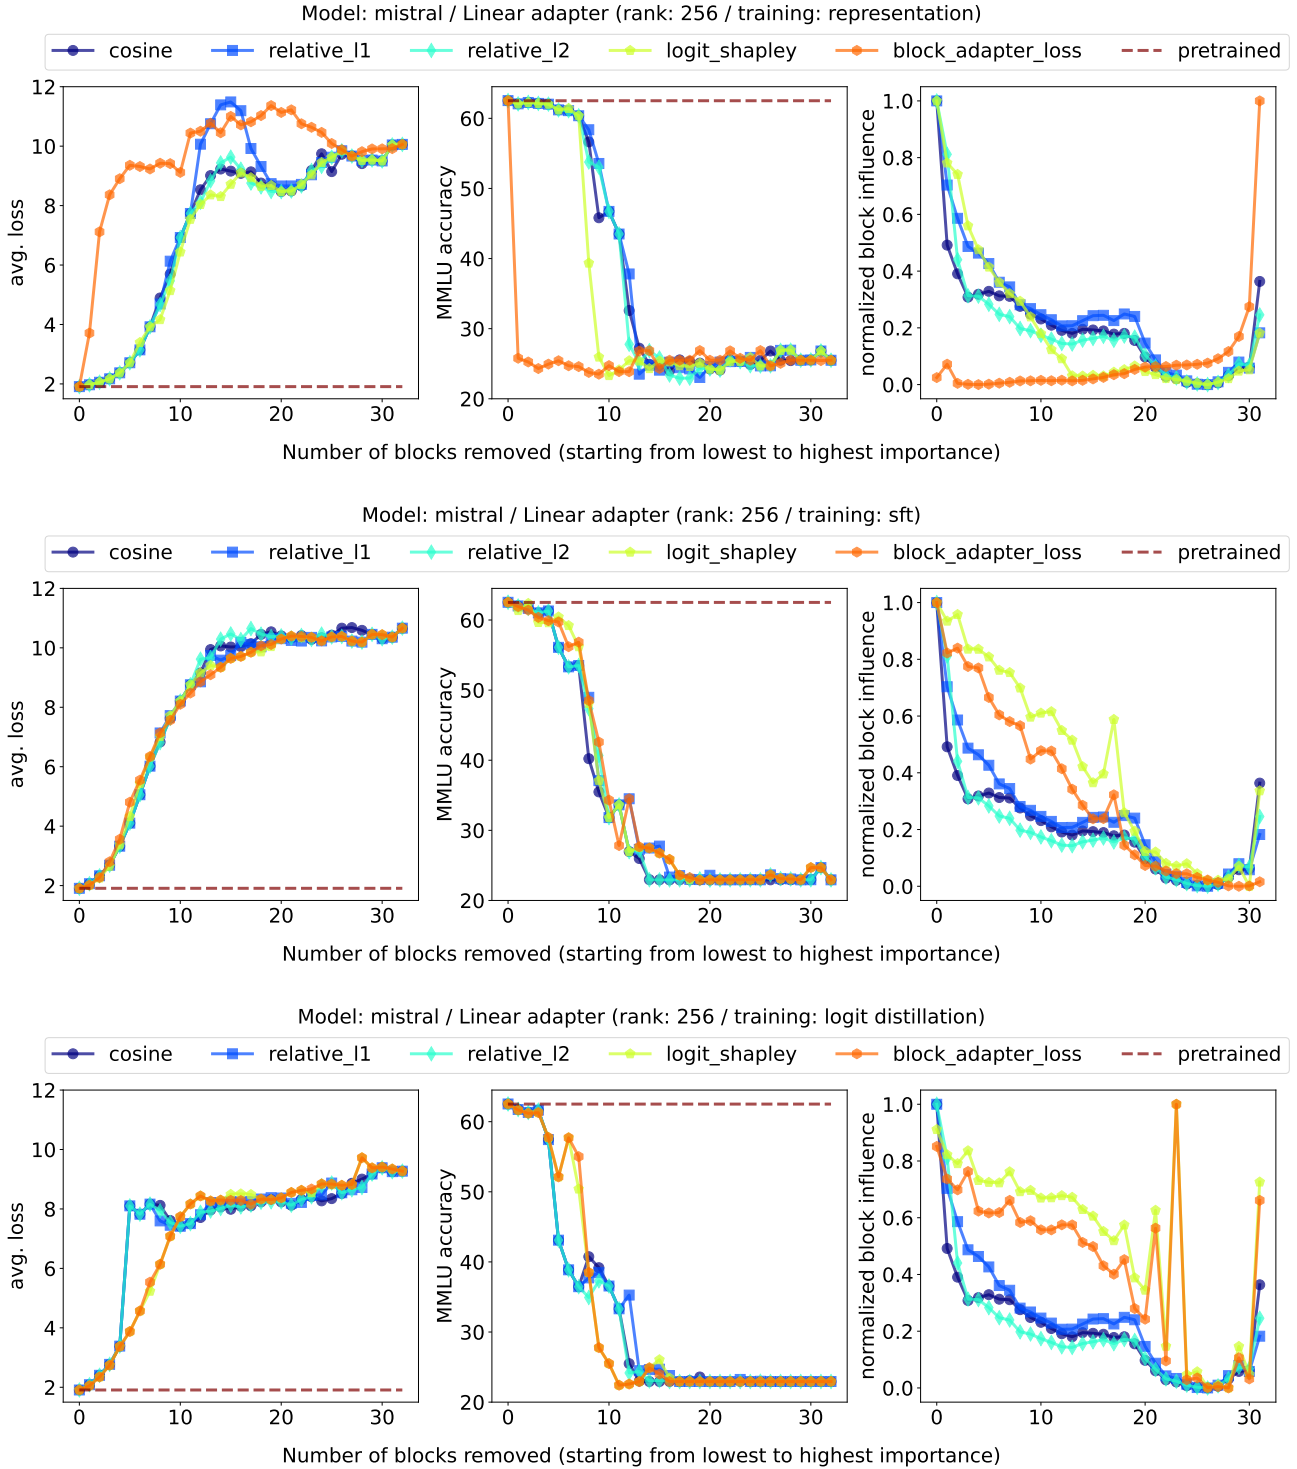 Model: mistral / Linear adapter (rank: 256 / training: representation)
cosine relative_l1 relative_l2 logit_shapley block_adapter_loss pretrained
avg. loss
12
10
8
6
4
2
0 10 20 30
MMLU accuracy
60
50
40
30
20
0 10 20 30
normalized block influence
1.0
0.8
0.6
0.4
0.2
0.0
0 10 20 30
Number of blocks removed (starting from lowest to highest importance)
Model: mistral / Linear adapter (rank: 256 / training: sft)
cosine relative_l1 relative_l2 logit_shapley block_adapter_loss pretrained
avg. loss
12
10
8
6
4
2
0 10 20 30
MMLU accuracy
60
50
40
30
20
0 10 20 30
normalized block influence
1.0
0.8
0.6
0.4
0.2
0.0
0 10 20 30
Number of blocks removed (starting from lowest to highest importance)
Model: mistral / Linear adapter (rank: 256 / training: logit distillation)
cosine relative_l1 relative_l2 logit_shapley block_adapter_loss pretrained
avg. loss
12
10
8
6
4
2
0 10 20 30
MMLU accuracy
60
50
40
30
20
0 10 20 30
normalized block influence
1.0
0.8
0.6
0.4
0.2
0.0
0 10 20 30
Number of blocks removed (starting from lowest to highest importance)